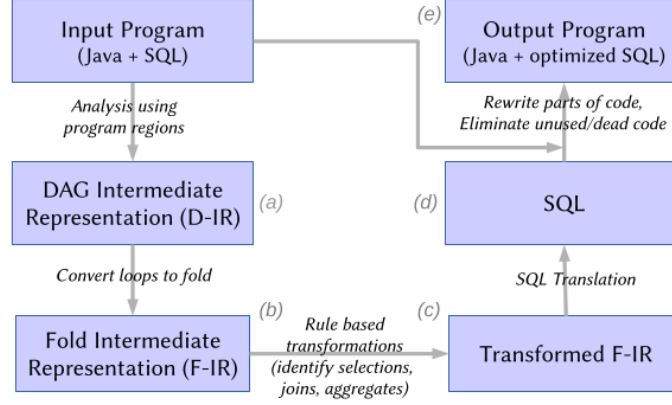 Input Program
(Java + SQL)
(e)
Output Program
(Java + optimized SQL)
Analysis using
program regions
Rewrite parts of code,
Eliminate unused/dead code
DAG Intermediate
Representation (D-IR)
(a)
(d)
SQL
Convert loops to fold
SQL Translation
(b)
(c)
Fold Intermediate
Representation (F-IR)
Rule based
transformations
(identify selections,
joins, aggregates)
Transformed F-IR